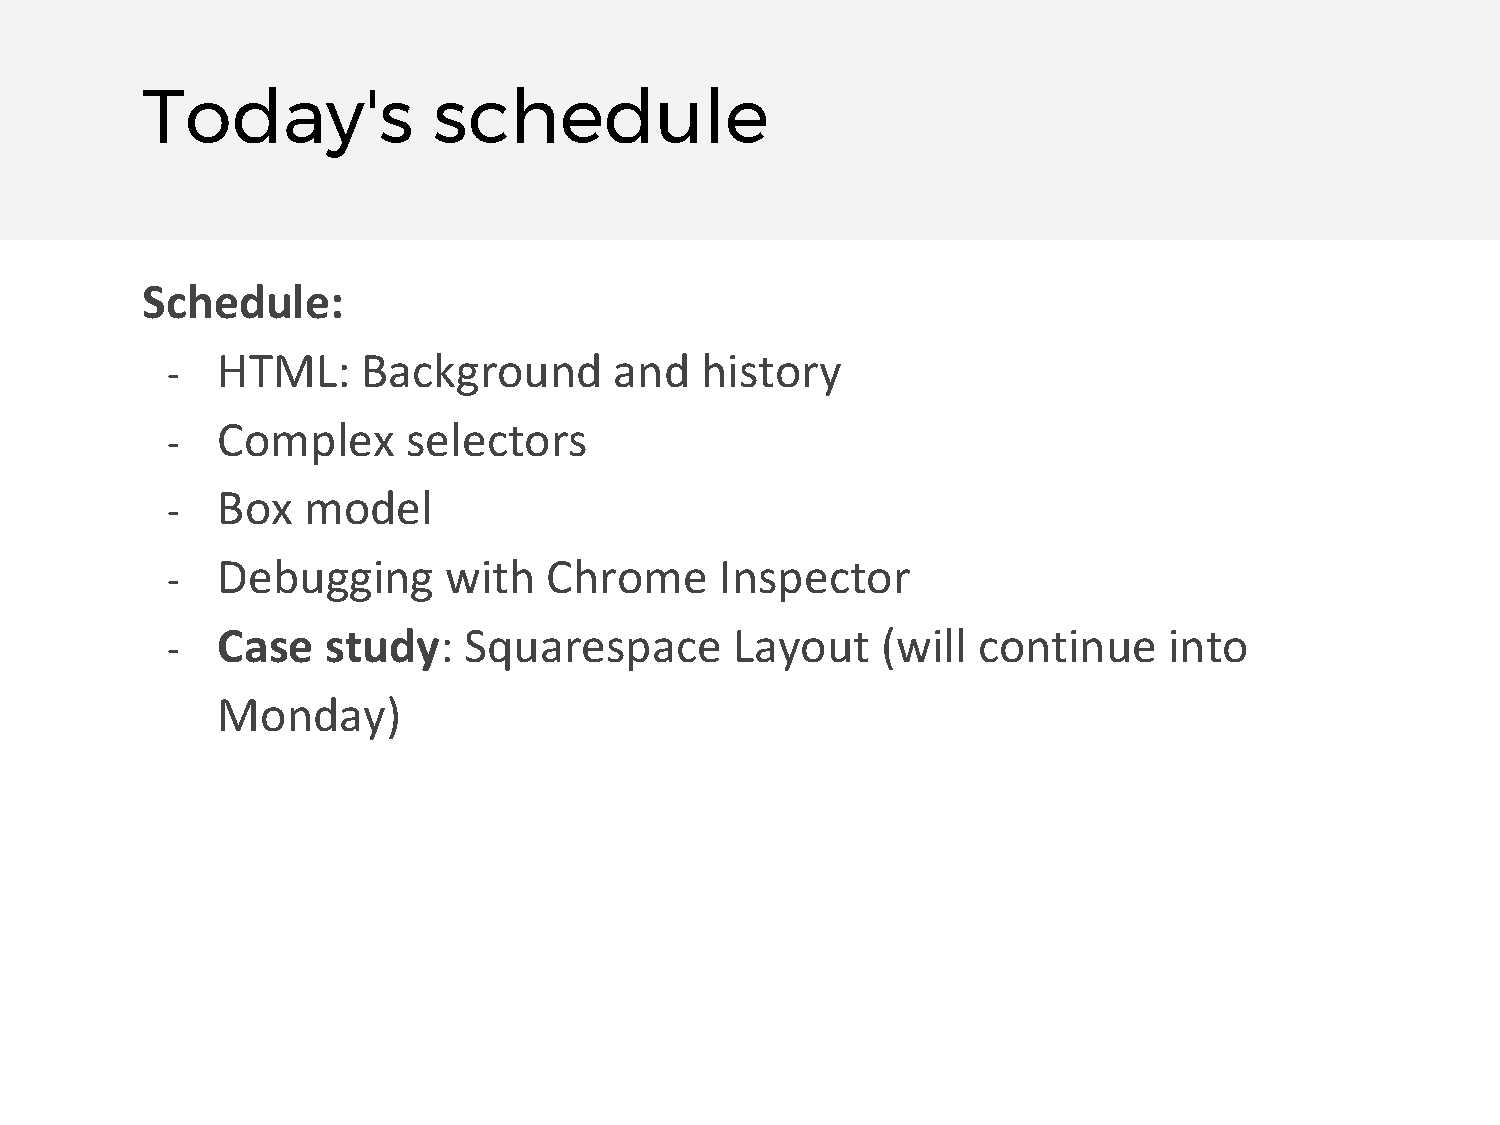 Today's schedule
Schedule:
- HTML: Background and history
- Complex selectors
- Box model
- Debugging with Chrome Inspector
- Case study: Squarespace Layout (will continue into
Monday)